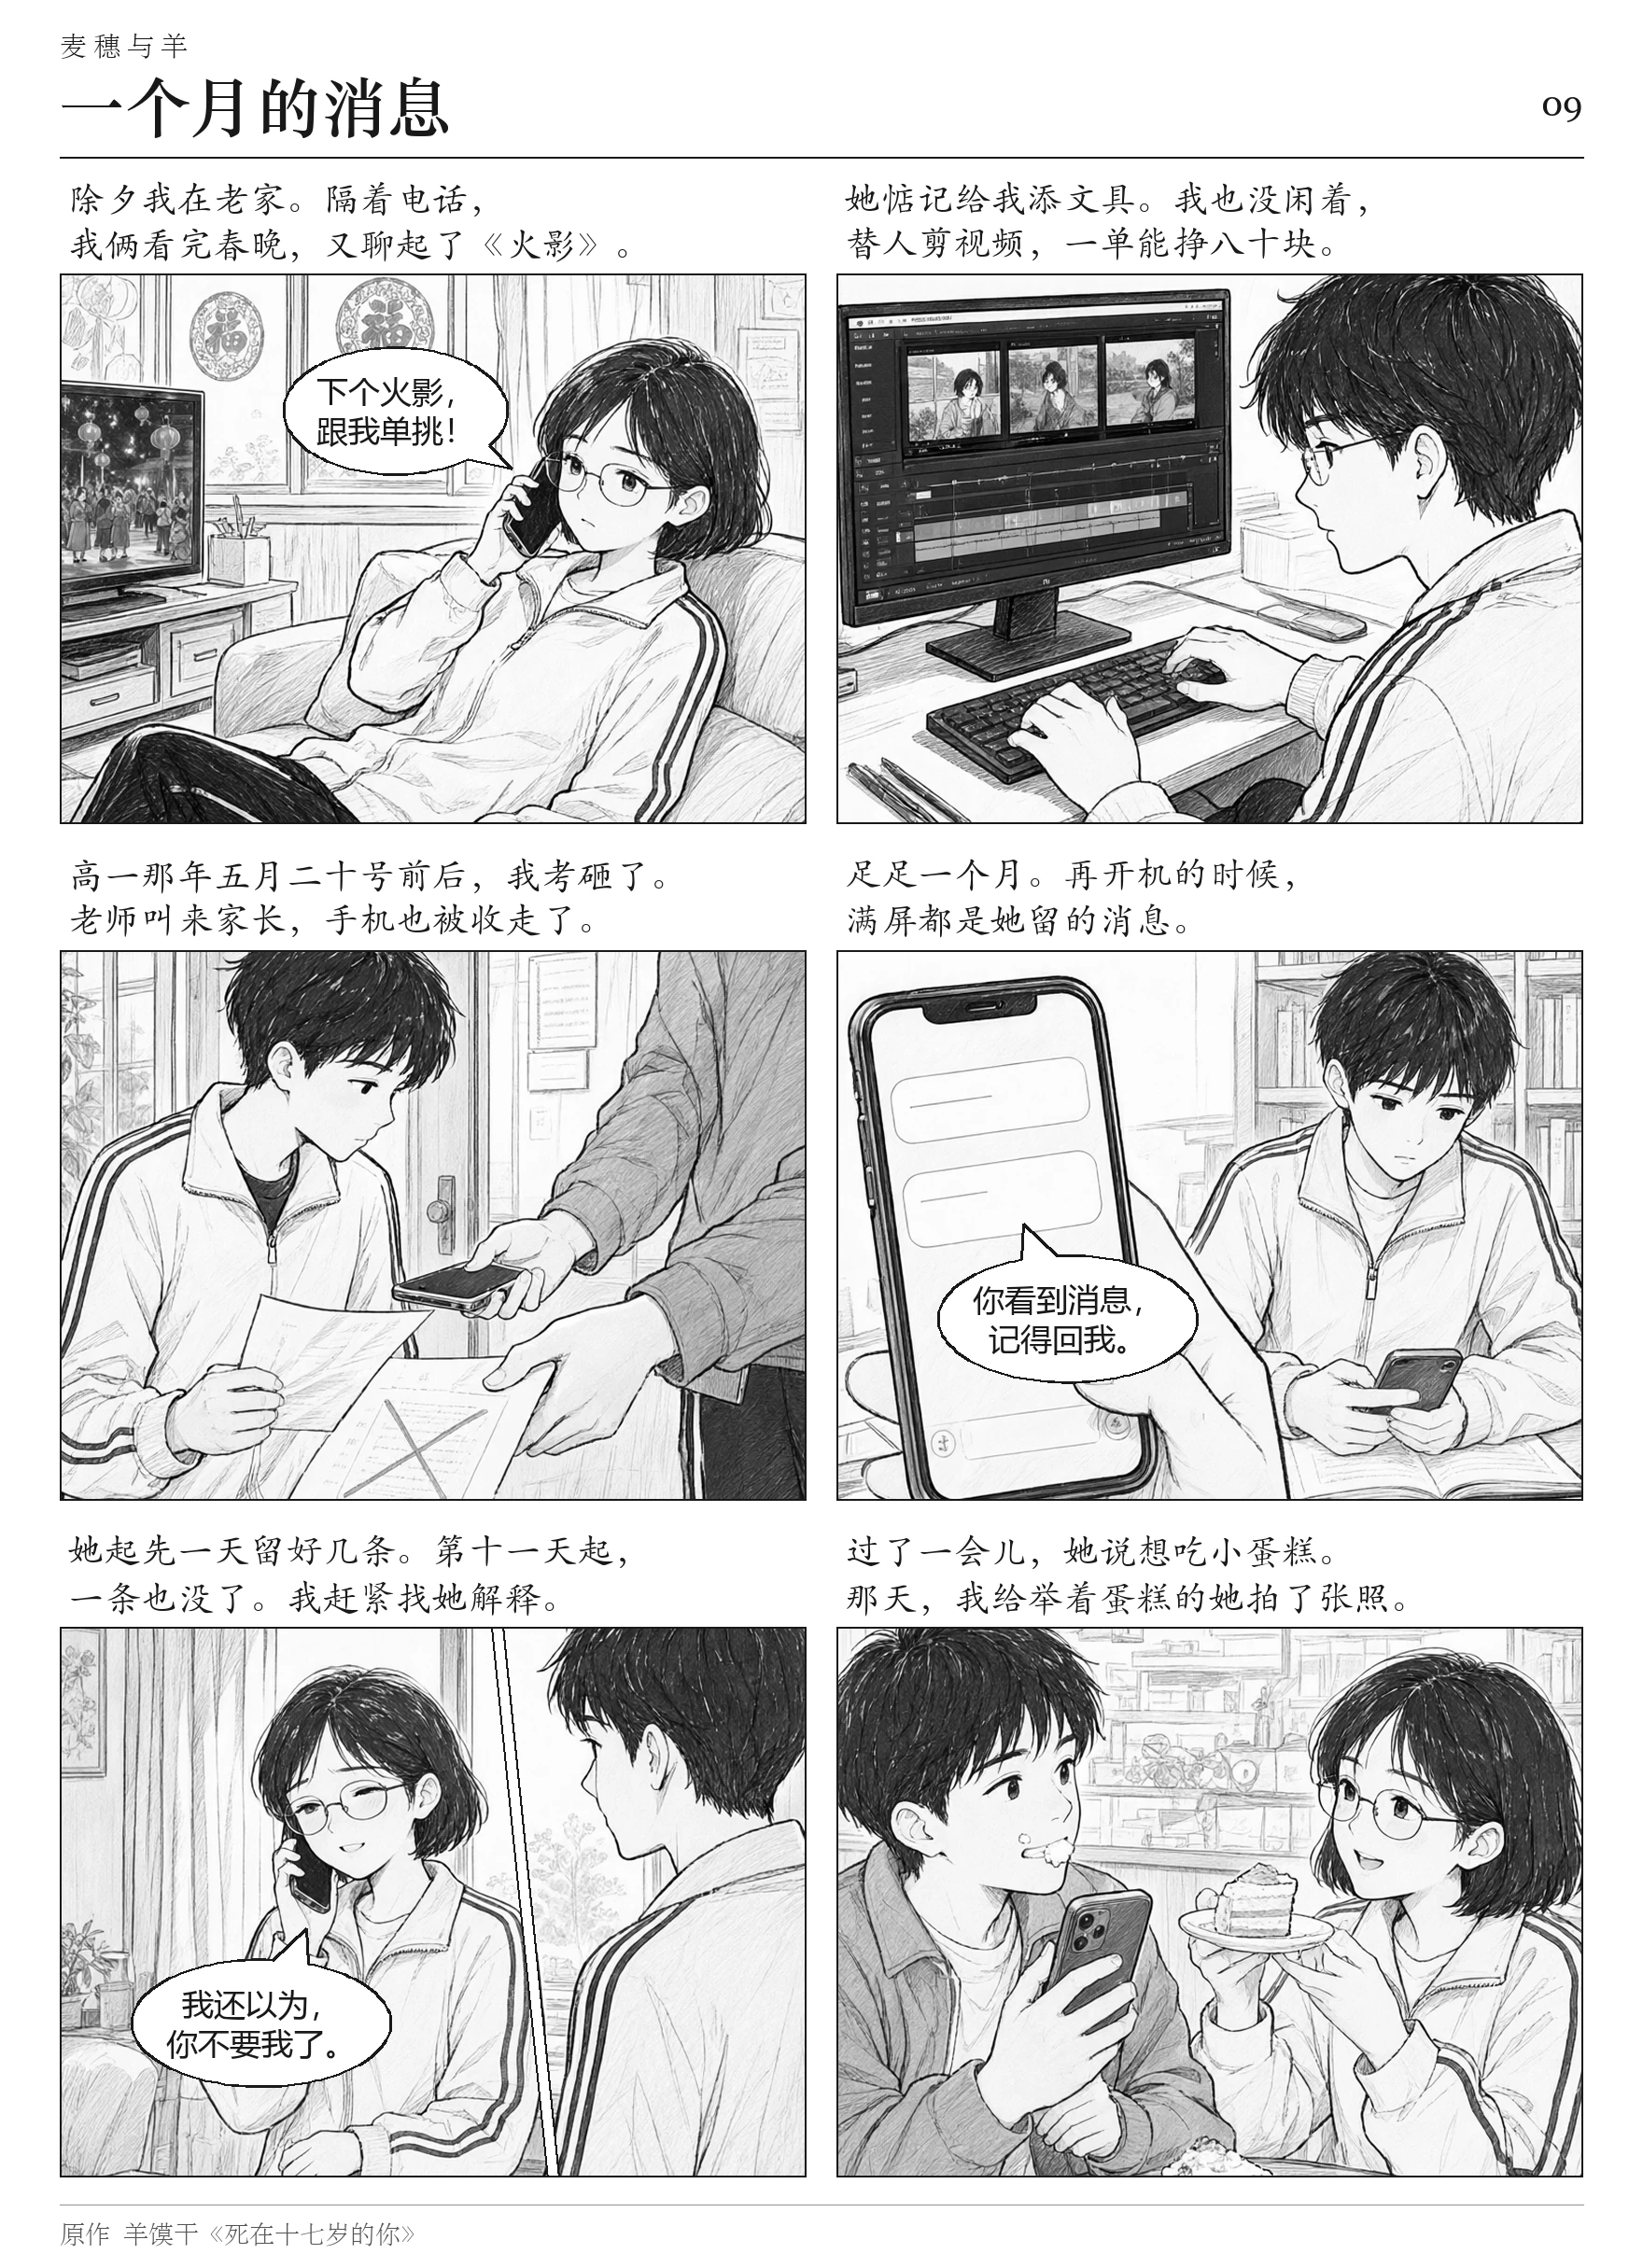 麦穗与羊
一个月的消息
09
除夕我在老家。隔着电话，
我俩看完春晚，又聊起了《火影》。
福
福
下个火影，
跟我单挑！
她惦记给我添文具。我也没闲着，
替人剪视频，一单能挣八十块。
高一那年五月二十号前后，我考砸了。
老师叫来家长，手机也被收走了。
足足一个月。再开机的时候，
满屏都是她留的消息。
你看到消息，
记得回我。
她起先一天留好几条。第十一天起，
一条也没了。我赶紧找她解释。
我还以为，
你不要我了。
过了一会儿，她说想吃小蛋糕。
那天，我给举着蛋糕的她拍了张照。
原作 羊馍干《死在十七岁的你》